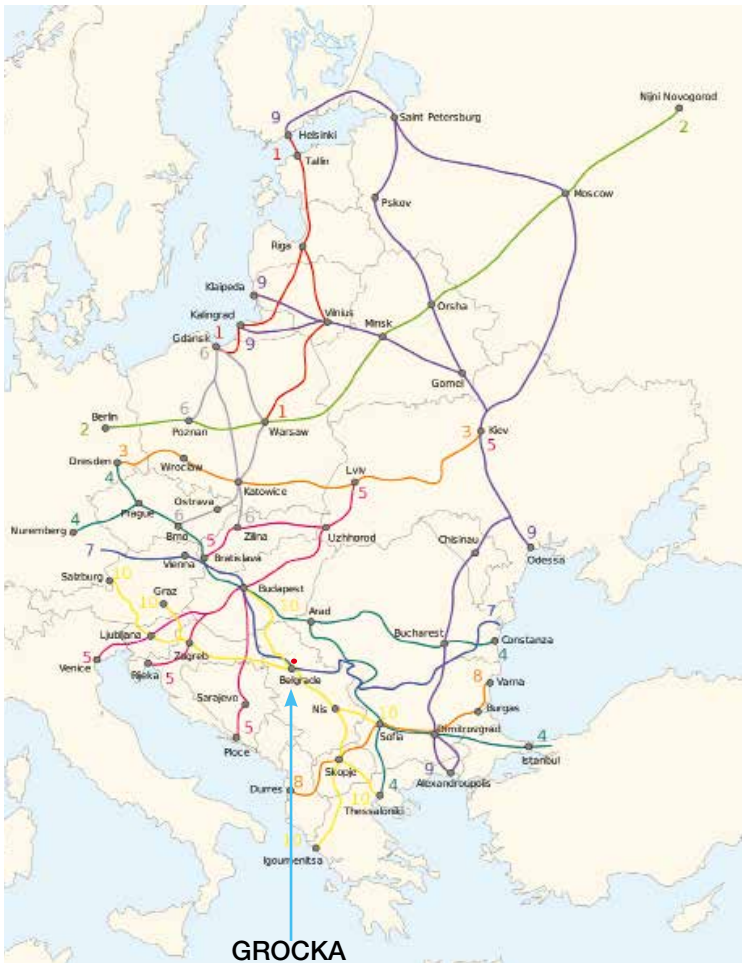 Nijni Novogorod
2
9
Saint Petersburg
Helsinki
1
Tallin
Moscow
Pskov
Riga
Klaipeda
9
Kalingrad
Vilnius
Orsha
Minsk
1
Gdańsk
6
9
Gomel
Berlin
2
6
Poznan
1
Warsaw
3
Kiev
5
Dresden
3
4
Wroclaw
Lviv
5
Katowice
Ostrava
Prague
4
Nuremberg
6
Brno
6
Zilina
Uzhhorod
5
7
Bratislava
Vienna
Chisinau
9
Odessa
Salzburg
10
Graz
10
Budapest
10
Arad
7
Ljubljana
Bucharest
Constanza
4
Zagreb
5
Venice
Rijeka
5
Belgrade
8
Varna
Sarajevo
Nis
10
Burgas
5
Ploce
Sofia
Dimitrovgrad
4
Istanbul
Skopje
9
Alexandroupolis
Durres
8
10
4
Thessaloniki
10
Igoumenitsa
GROCKA